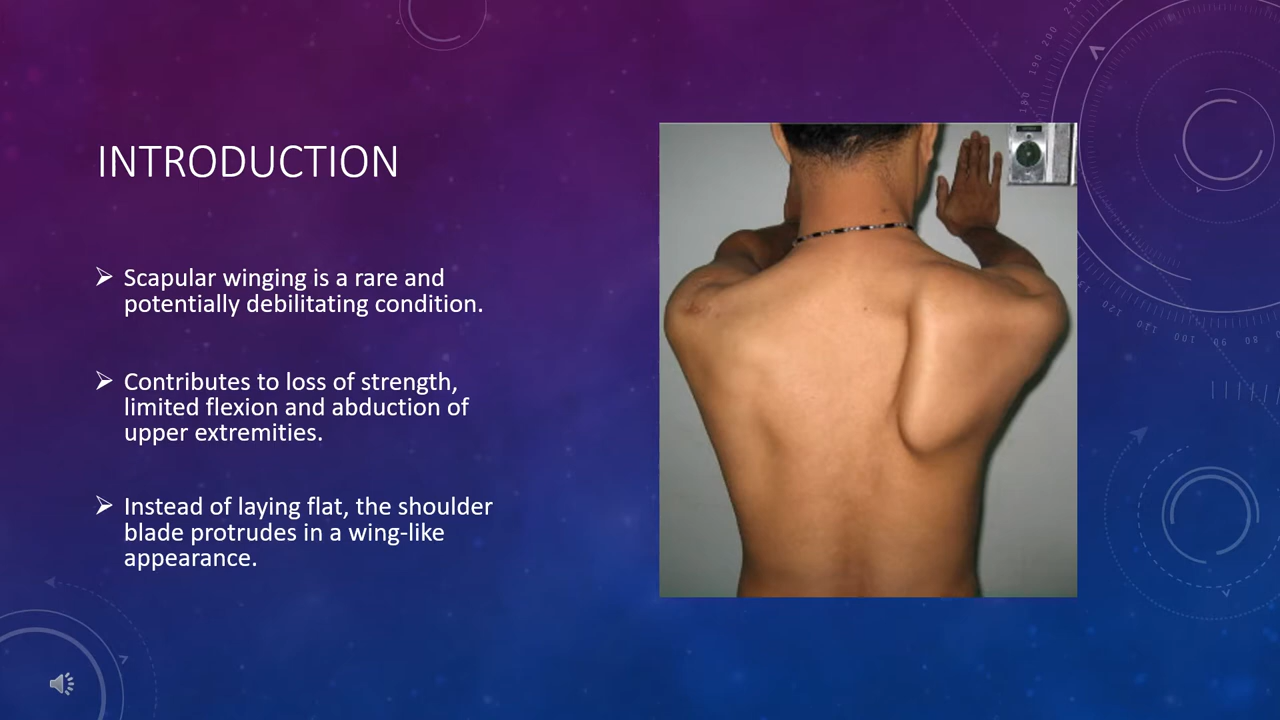 INTRODUCTION
Scapular winging is a rare and
potentially debilitating condition.
Contributes to loss of strength,
limited flexion and abduction of
upper extremities.
Instead of laying flat, the shoulder
blade protrudes in a wing-like
appearance.